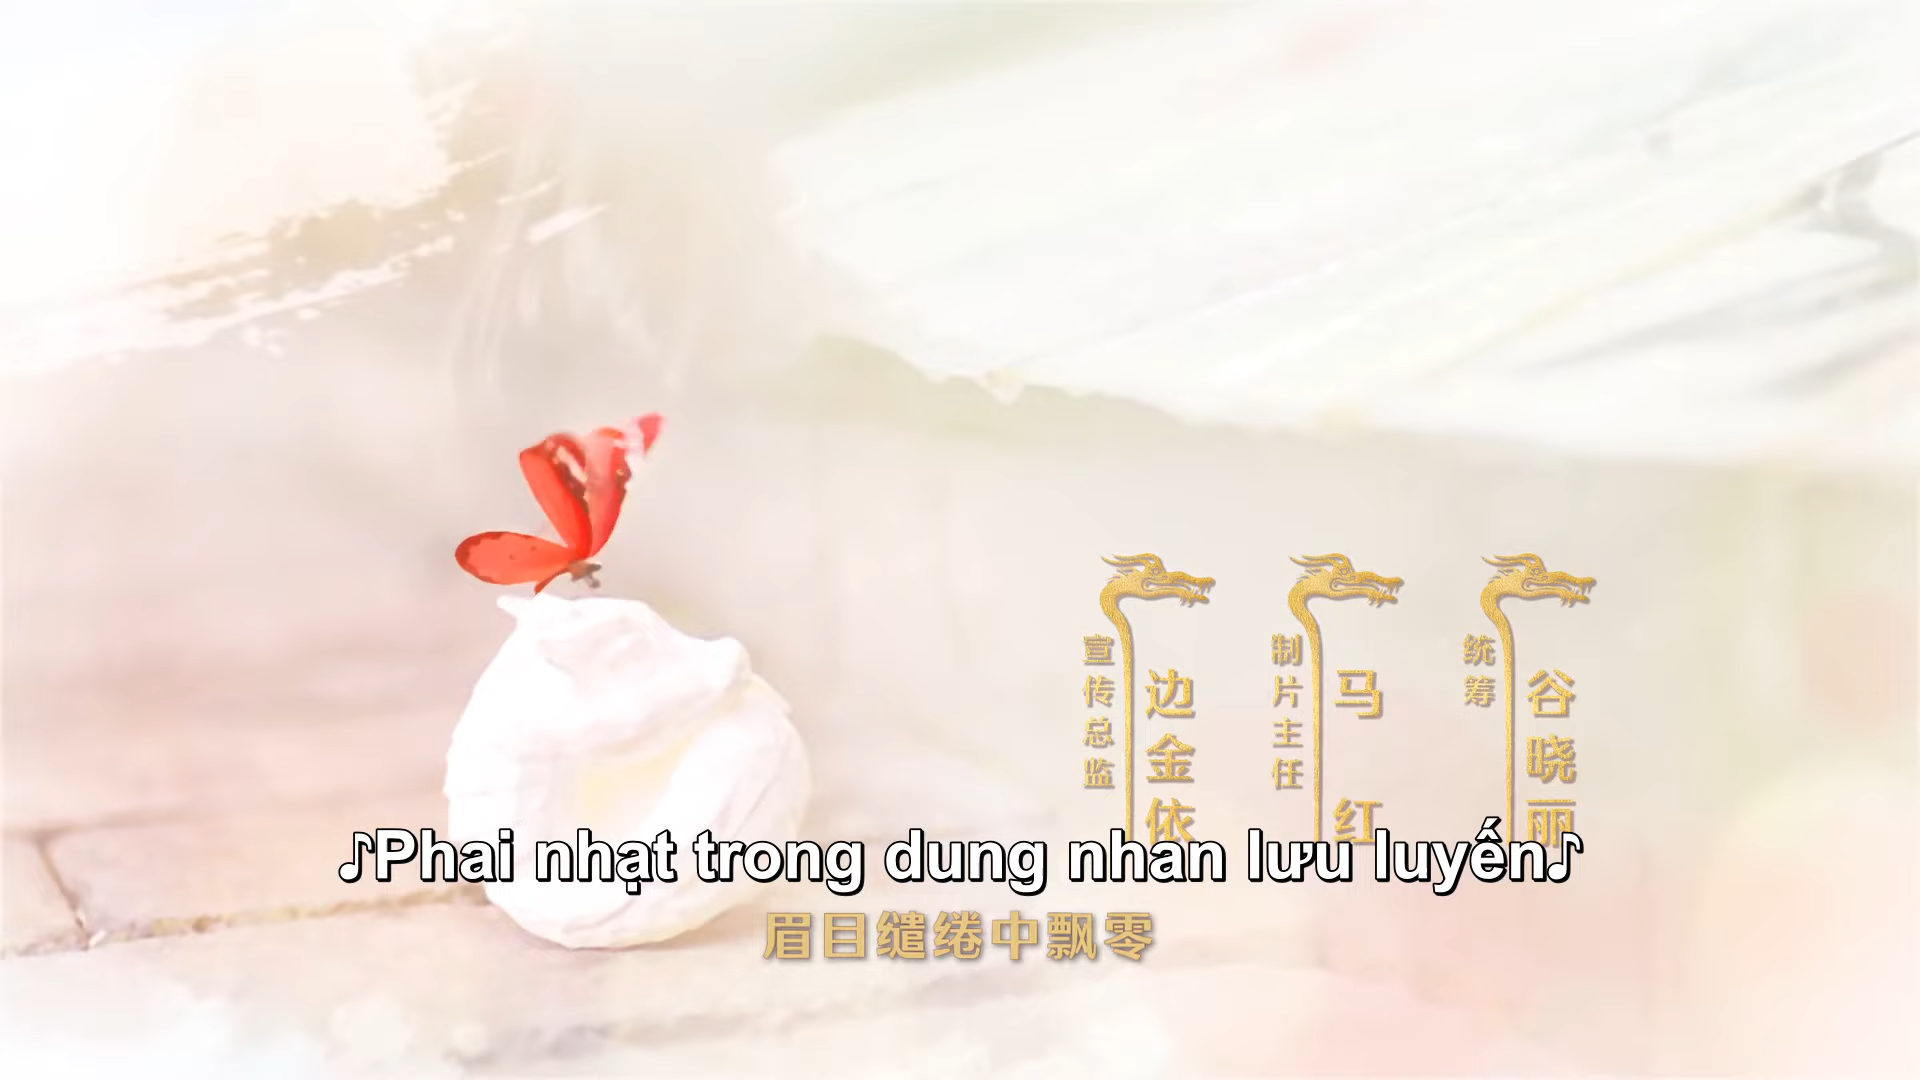 宣传总监
边金依
制片主任
马红
统筹
谷晓丽
♪Phai nhạt trong dung nhan lưu luyến♪
眉目缱绻中飘零